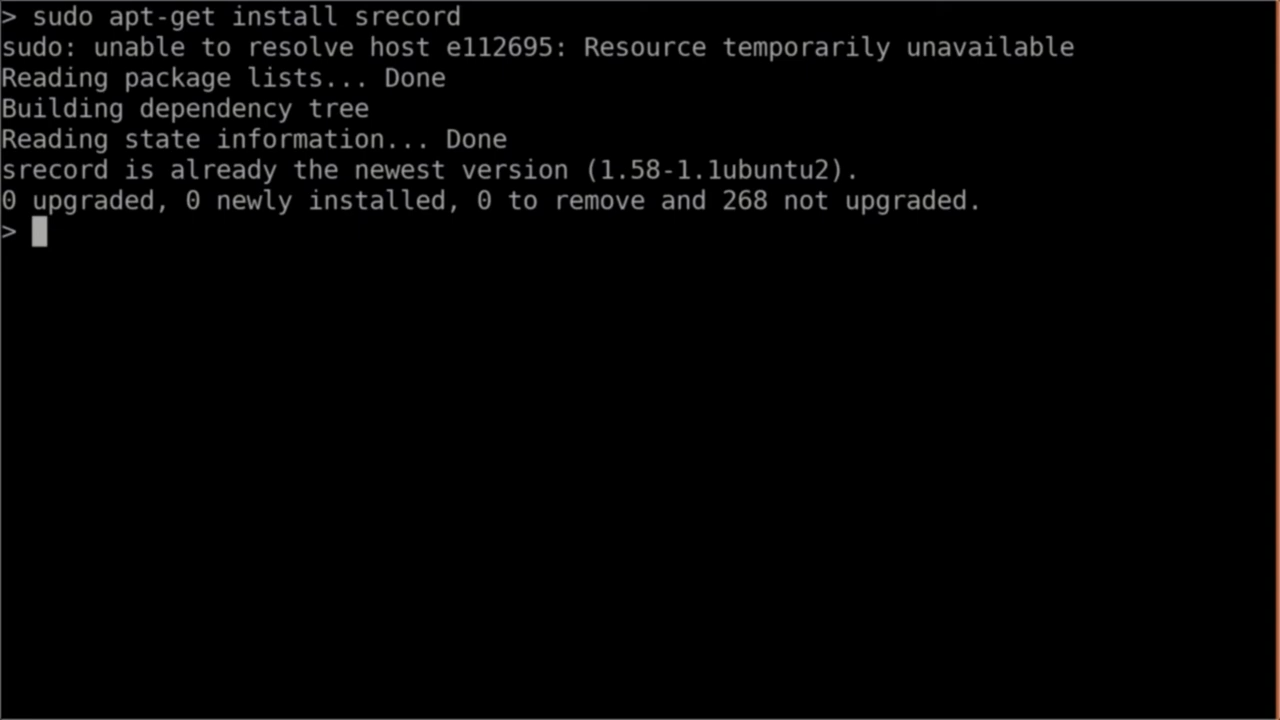 > sudo apt-get install srecord
sudo: unable to resolve host e112695: Resource temporarily unavailable
Reading package lists... Done
Building dependency tree
Reading state information... Done
srecord is already the newest version (1.58-1.1ubuntu2).
0 upgraded, 0 newly installed, 0 to remove and 268 not upgraded.
>